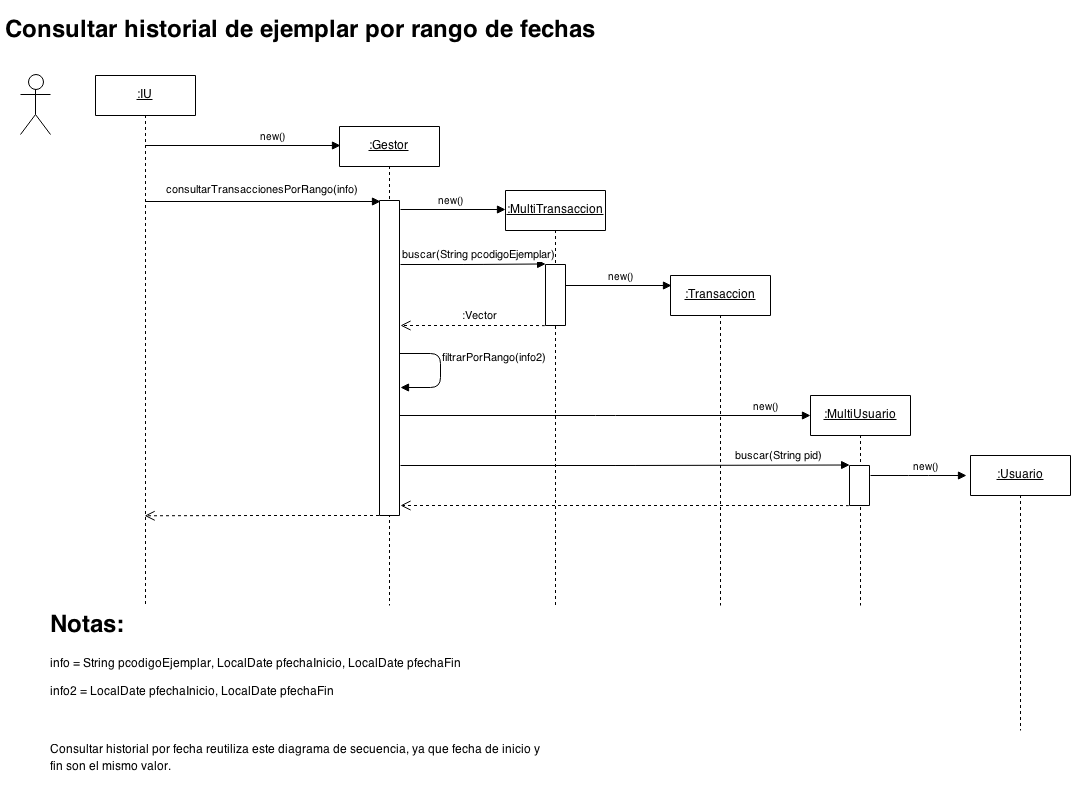 Consultar historial de ejemplar por rango de fechas
:IU
new()
:Gestor
consultarTransaccionesPorRango(info)
new()
:MultiTransaccion
buscar(String pcodigoEjemplar)
new()
:Transaccion
:Vector
filtrarPorRango(info2)
new()
:MultiUsuario
buscar(String pid)
new()
:Usuario
Notas:
info = String pcodigoEjemplar, LocalDate pfechaInicio, LocalDate pfechaFin
info2 = LocalDate pfechaInicio, LocalDate pfechaFin
Consultar historial por fecha reutiliza este diagrama de secuencia, ya que fecha de inicio y
fin son el mismo valor.